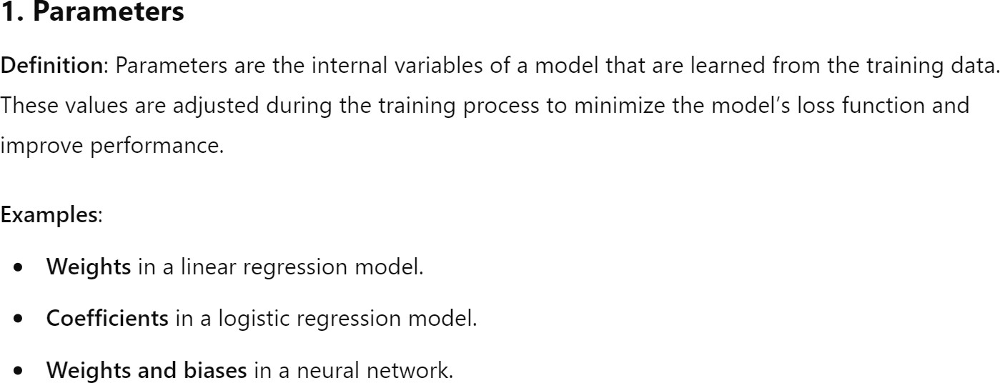 1. Parameters
Definition: Parameters are the internal variables of a model that are learned from the training data.
These values are adjusted during the training process to minimize the model’s loss function and
improve performance.
Examples:
• Weights in a linear regression model.
• Coefficients in a logistic regression model.
• Weights and biases in a neural network.